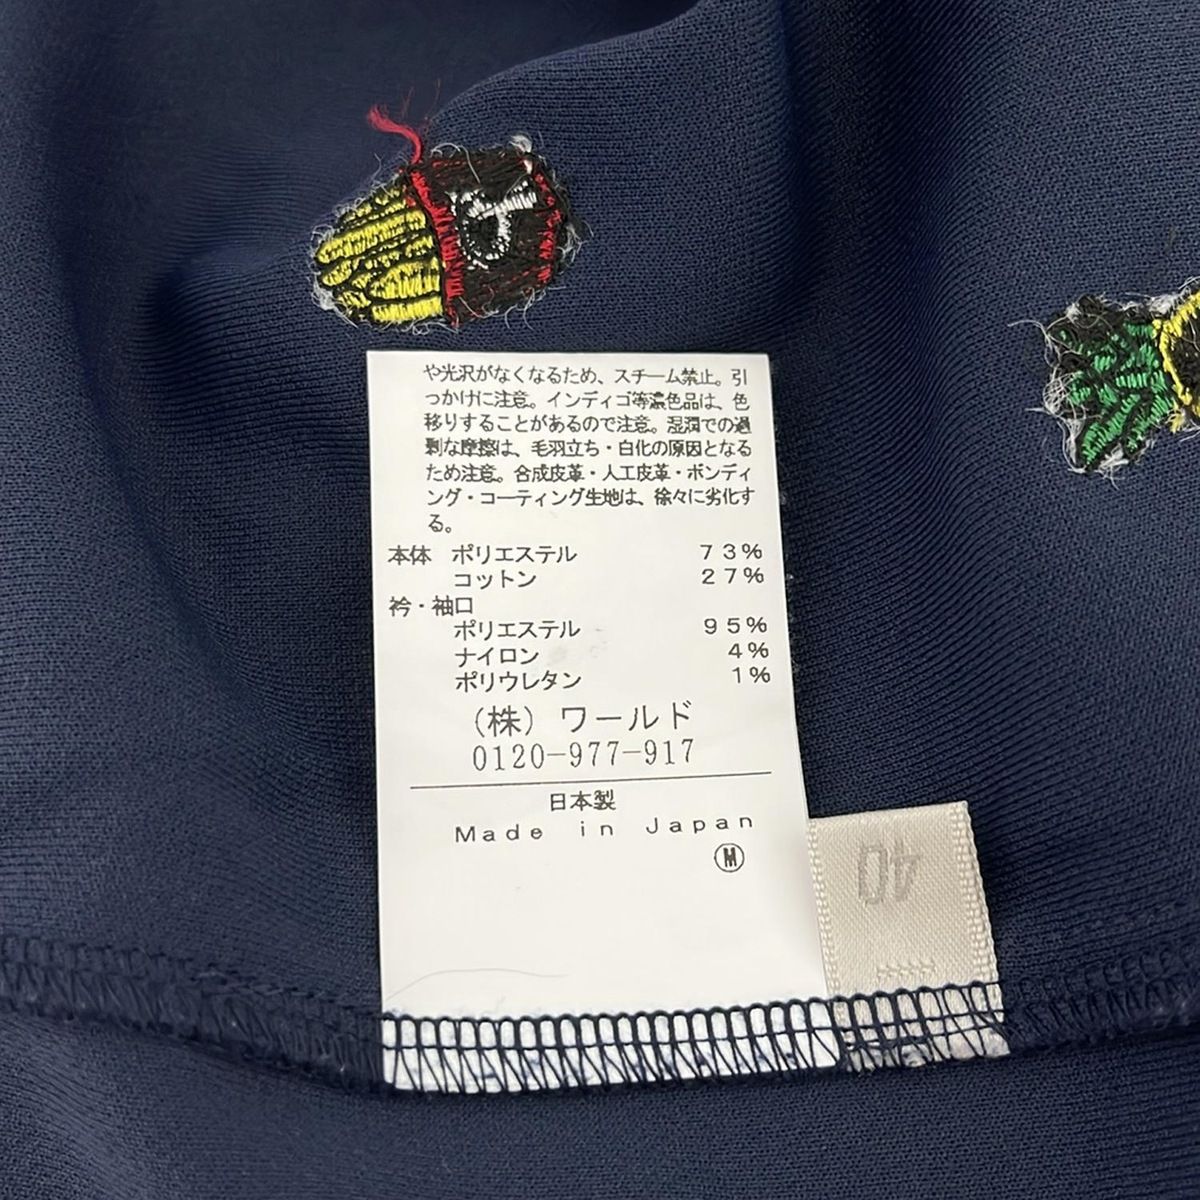 や光沢がなくなるため、スチーム禁止。引
っかけに注意。インディゴ等濃色品は、色
移りすることがあるので注意。湿潤での過
剰な摩擦は、毛羽立ち・白化の原因となる
ため注意。合成皮革・人工皮革・ボンディ
ング・コーティング生地は、徐々に劣化す
る。
本体 ポリエステル 73%
コットン 27%
衿・袖口
ポリエステル 95%
ナイロン 4%
ポリウレタン 1%
(株)ワールド
0120-977-917
日本製
Made in Japan
Ⓜ
40